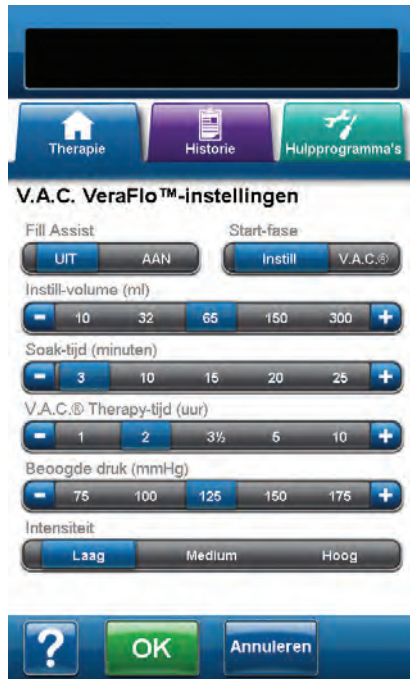 Therapie Historie Hulpprogramma's
V.A.C. VeraFlo™-instellingen
Fill Assist Start-fase
UIT AAN Instill V.A.C.®
Instill-volume (ml)
- 10 32 65 150 300 +
Soak-tijd (minuten)
- 3 10 15 20 25 +
V.A.C.® Therapy-tijd (uur)
- 1 2 3½ 5 10 +
Beoogde druk (mmHg)
- 75 100 125 150 175 +
Intensiteit
Laag Medium Hoog
? OK Annuleren